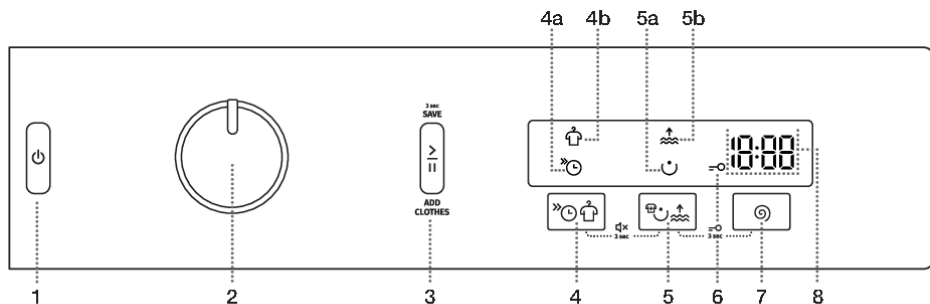 4a 4b 5a 5b
3 sec
SAVE
18:88
ADD
CLOTHES
3 sec 3 sec
1 2 3 4 5 6 7 8